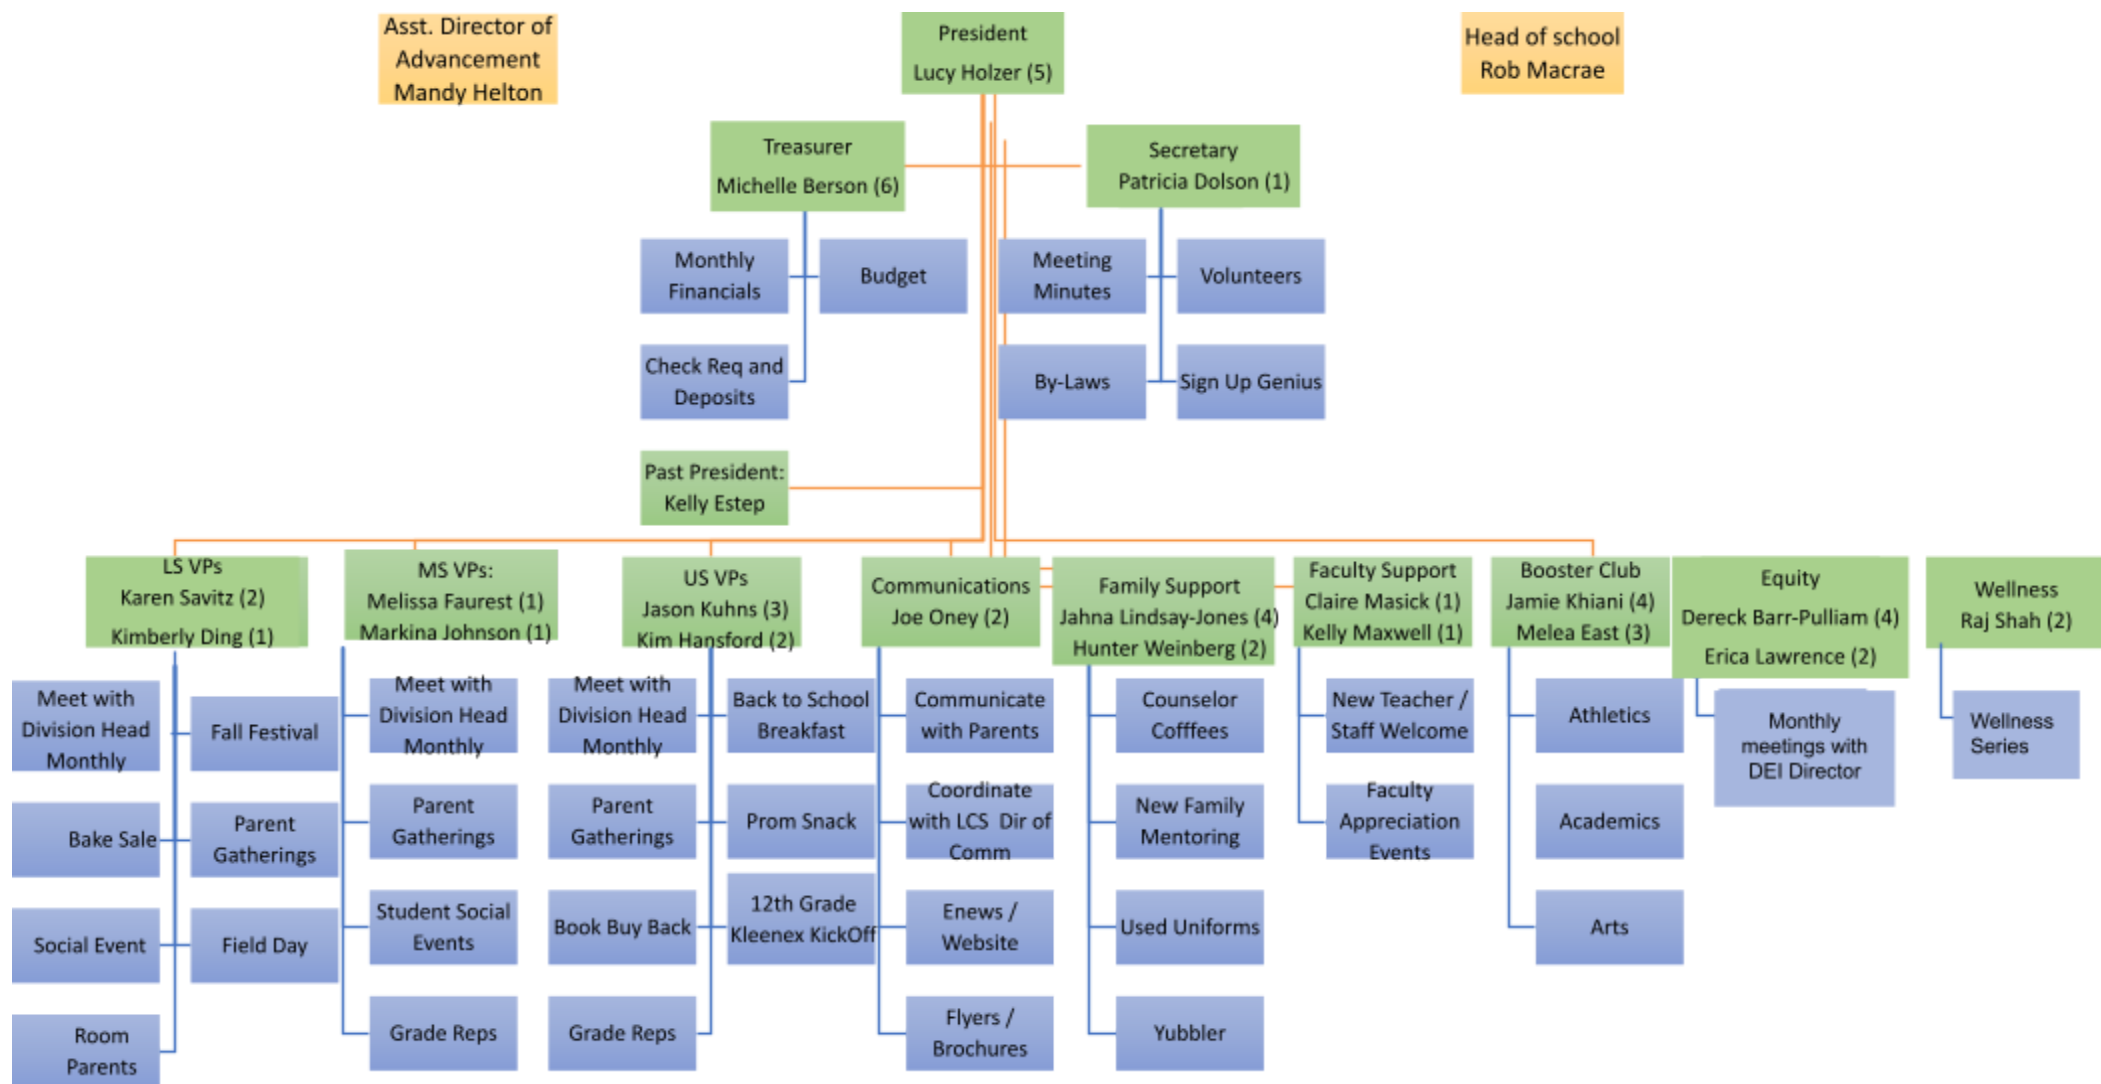 Asst. Director of
Advancement
Mandy Helton
President
Lucy Holzer (5)
Head of school
Rob Macrae
Treasurer
Michelle Berson (6)
Secretary
Patricia Dolson (1)
Monthly
Financials
Budget
Meeting
Minutes
Volunteers
Check Req and
Deposits
By-Laws
Sign Up Genius
Past President:
Kelly Estep
LS VPs
Karen Savitz (2)
Kimberly Ding (1)
MS VPs:
Melissa Faurest (1)
Markina Johnson (1)
US VPs
Jason Kuhns (3)
Kim Hansford (2)
Communications
Joe Oney (2)
Family Support
Jahna Lindsay-Jones (4)
Hunter Weinberg (2)
Faculty Support
Claire Masick (1)
Kelly Maxwell (1)
Booster Club
Jamie Khiani (4)
Melea East (3)
Equity
Dereck Barr-Pulliam (4)
Erica Lawrence (2)
Wellness
Raj Shah (2)
Meet with
Division Head
Monthly
Fall Festival
Bake Sale
Parent
Gatherings
Social Event
Field Day
Room
Parents
Meet with
Division Head
Monthly
Parent
Gatherings
Student Social
Events
Grade Reps
Meet with
Division Head
Monthly
Back to School
Breakfast
Parent
Gatherings
Prom Snack
Book Buy Back
12th Grade
Kleenex KickOff
Grade Reps
Communicate
with Parents
Coordinate
with LCS Dir of
Comm
Enews /
Website
Flyers /
Brochures
Counselor
Cofffees
New Family
Mentoring
Used Uniforms
Yubbler
New Teacher /
Staff Welcome
Faculty
Appreciation
Events
Athletics
Academics
Arts
Monthly
meetings with
DEI Director
Wellness
Series